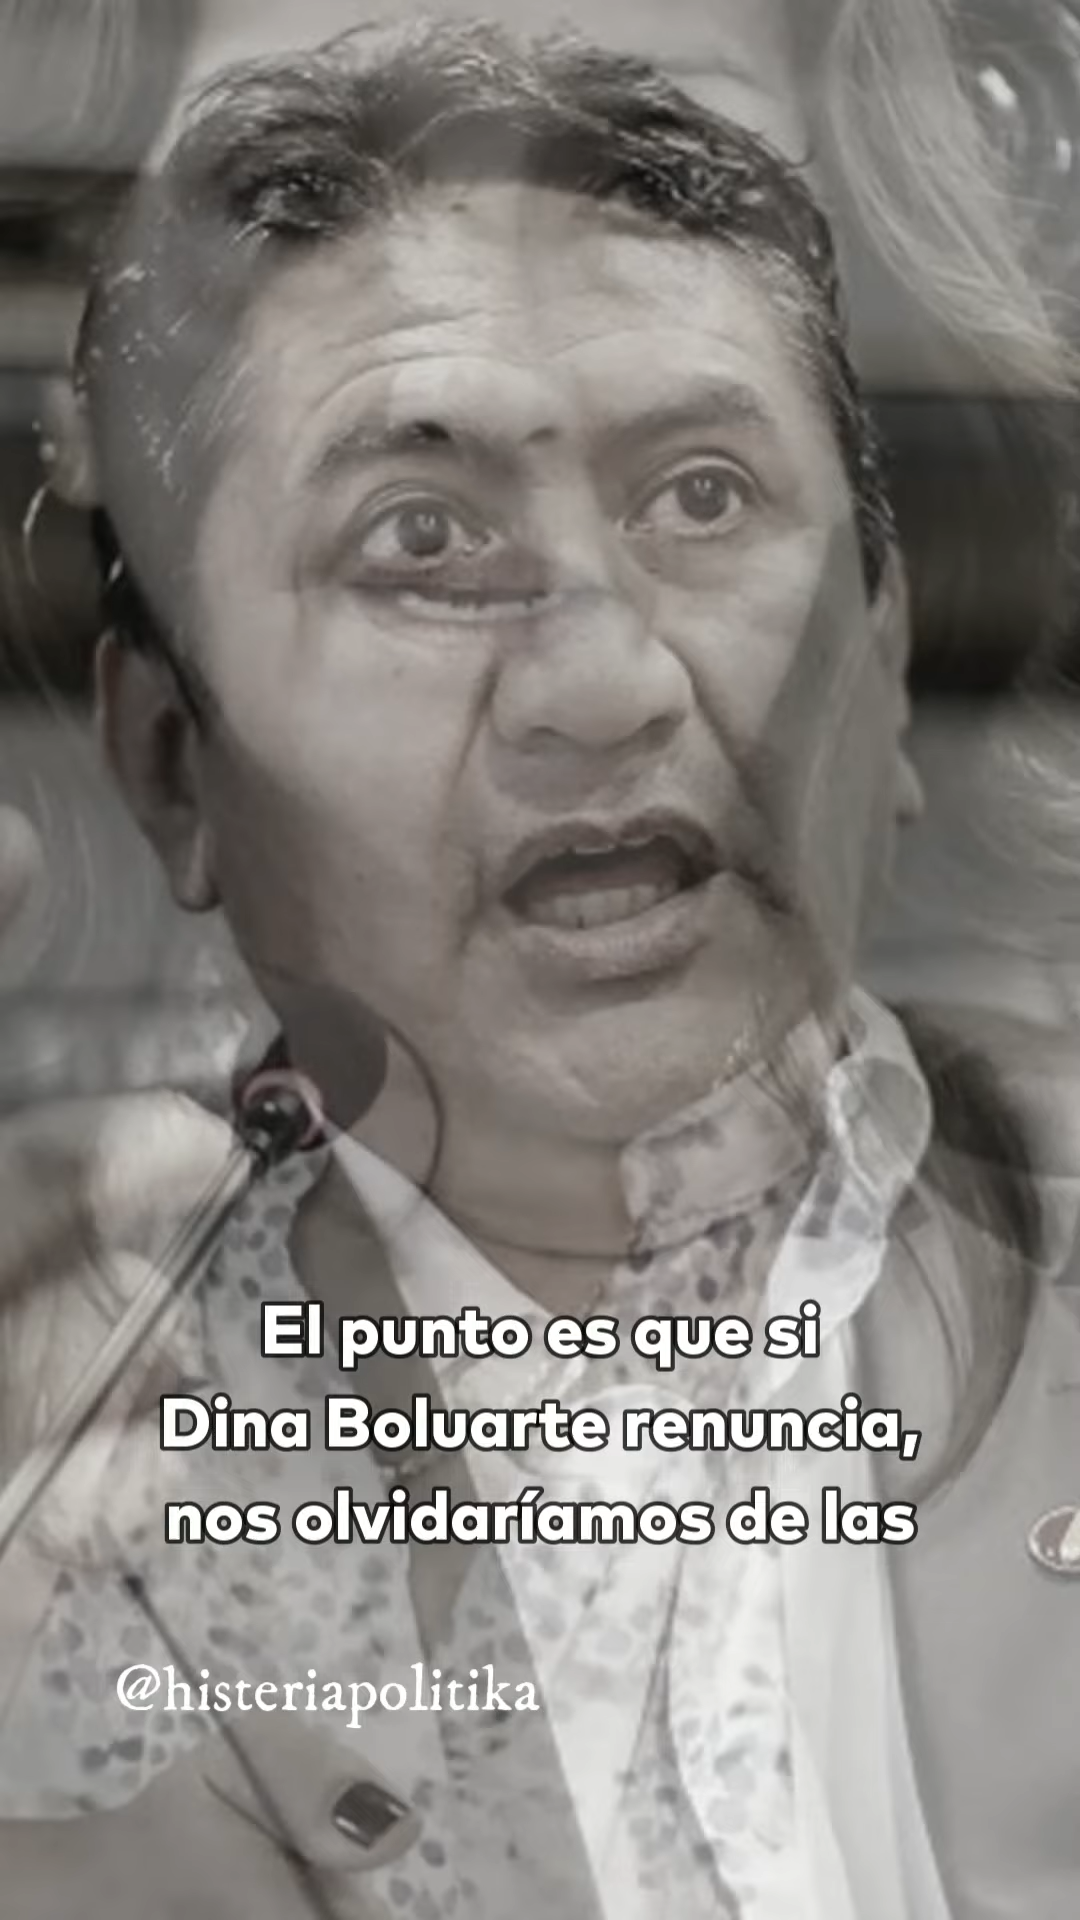 El punto es que si
Dina Boluarte renuncia,
nos olvidaríamos de las
@histeriapolitika